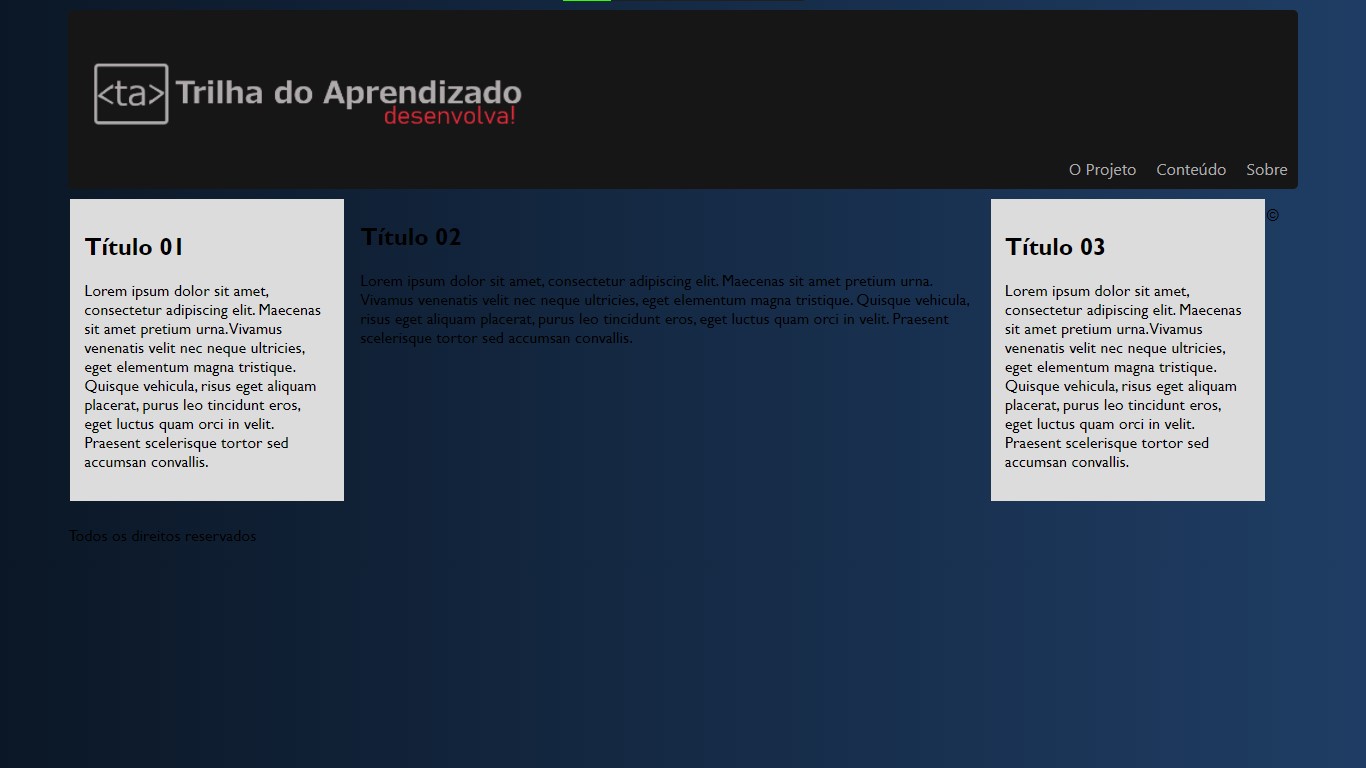 <ta> Trilha do Aprendizado
desenvolva!
O Projeto Conteúdo Sobre
Título 01
Lorem ipsum dolor sit amet,
consectetur adipiscing elit. Maecenas
sit amet pretium urna. Vivamus
venenatis velit nec neque ultricies,
eget elementum magna tristique.
Quisque vehicula, risus eget aliquam
placerat, purus leo tincidunt eros,
eget luctus quam orci in velit.
Praesent scelerisque tortor sed
accumsan convallis.
Título 02
Lorem ipsum dolor sit amet, consectetur adipiscing elit. Maecenas sit amet pretium urna.
Vivamus venenatis velit nec neque ultricies, eget elementum magna tristique. Quisque vehicula,
risus eget aliquam placerat, purus leo tincidunt eros, eget luctus quam orci in velit. Praesent
scelerisque tortor sed accumsan convallis.
Título 03
Lorem ipsum dolor sit amet,
consectetur adipiscing elit. Maecenas
sit amet pretium urna. Vivamus
venenatis velit nec neque ultricies,
eget elementum magna tristique.
Quisque vehicula, risus eget aliquam
placerat, purus leo tincidunt eros,
eget luctus quam orci in velit.
Praesent scelerisque tortor sed
accumsan convallis.
©
Todos os direitos reservados